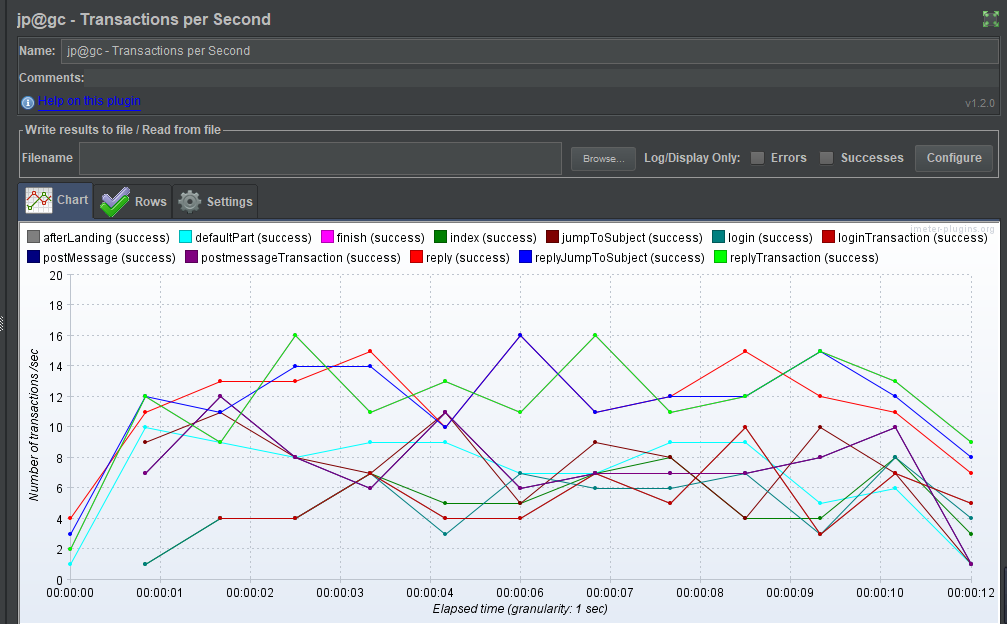 jp@gc - Transactions per Second
Name: jp@gc - Transactions per Second
Comments:
Help on this plugin v1.2.0
Write results to file / Read from file
Filename Browse... Log/Display Only: Errors Successes Configure
Chart Rows Settings
jmeter-plugins.org
afterLanding (success) defaultPart (success) finish (success) index (success) jumpToSubject (success) login (success) loginTransaction (success)
postMessage (success) postmessageTransaction (success) reply (success) replyJumpToSubject (success) replyTransaction (success)
20
18
16
14
12
10
8
6
4
2
0
Number of transactions /sec
00:00:00 00:00:01 00:00:02 00:00:03 00:00:04 00:00:05 00:00:06 00:00:07 00:00:08 00:00:09 00:00:10 00:00:12
Elapsed time (granularity: 1 sec)